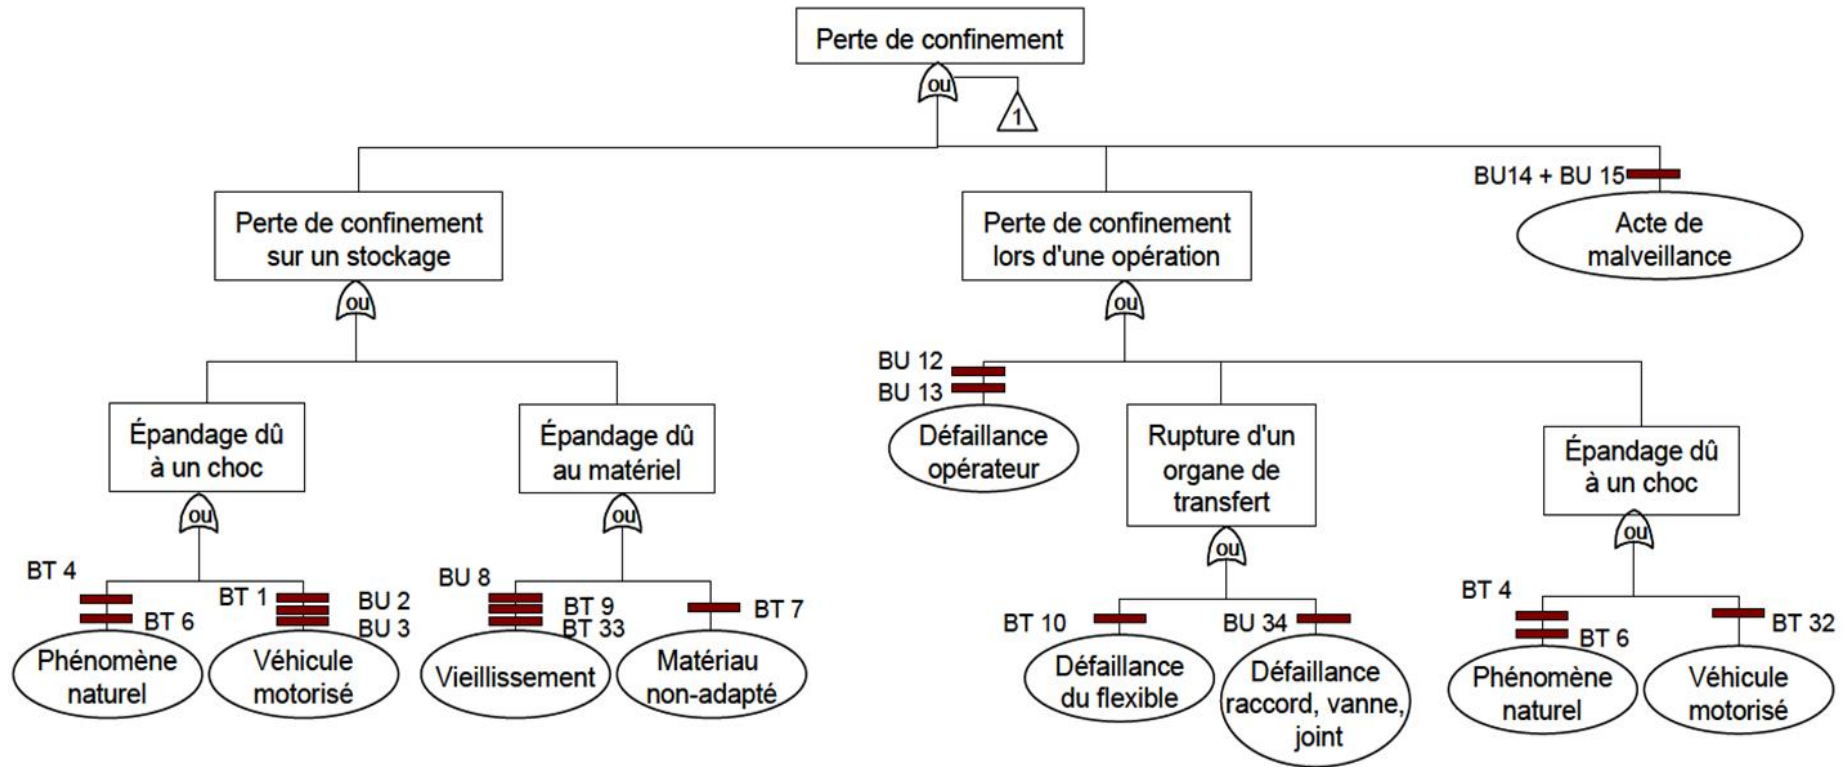 Perte de confinement
ou
1
BU14 + BU 15
Perte de confinement
sur un stockage
Perte de confinement
lors d'une opération
Acte de
malveillance
ou
ou
BU 12
BU 13
Épandage dû
à un choc
Épandage dû
au matériel
Défaillance
opérateur
Rupture d'un
organe de
transfert
Épandage dû
à un choc
ou
ou
ou
ou
BT 4
BT 6
BT 1
BU 2
BU 3
BU 8
BT 9
BT 33
BT 7
BT 10
BU 34
BT 4
BT 6
BT 32
Phénomène
naturel
Véhicule
motorisé
Vieillissement
Matériau
non-adapté
Défaillance
du flexible
Défaillance
raccord, vanne,
joint
Phénomène
naturel
Véhicule
motorisé